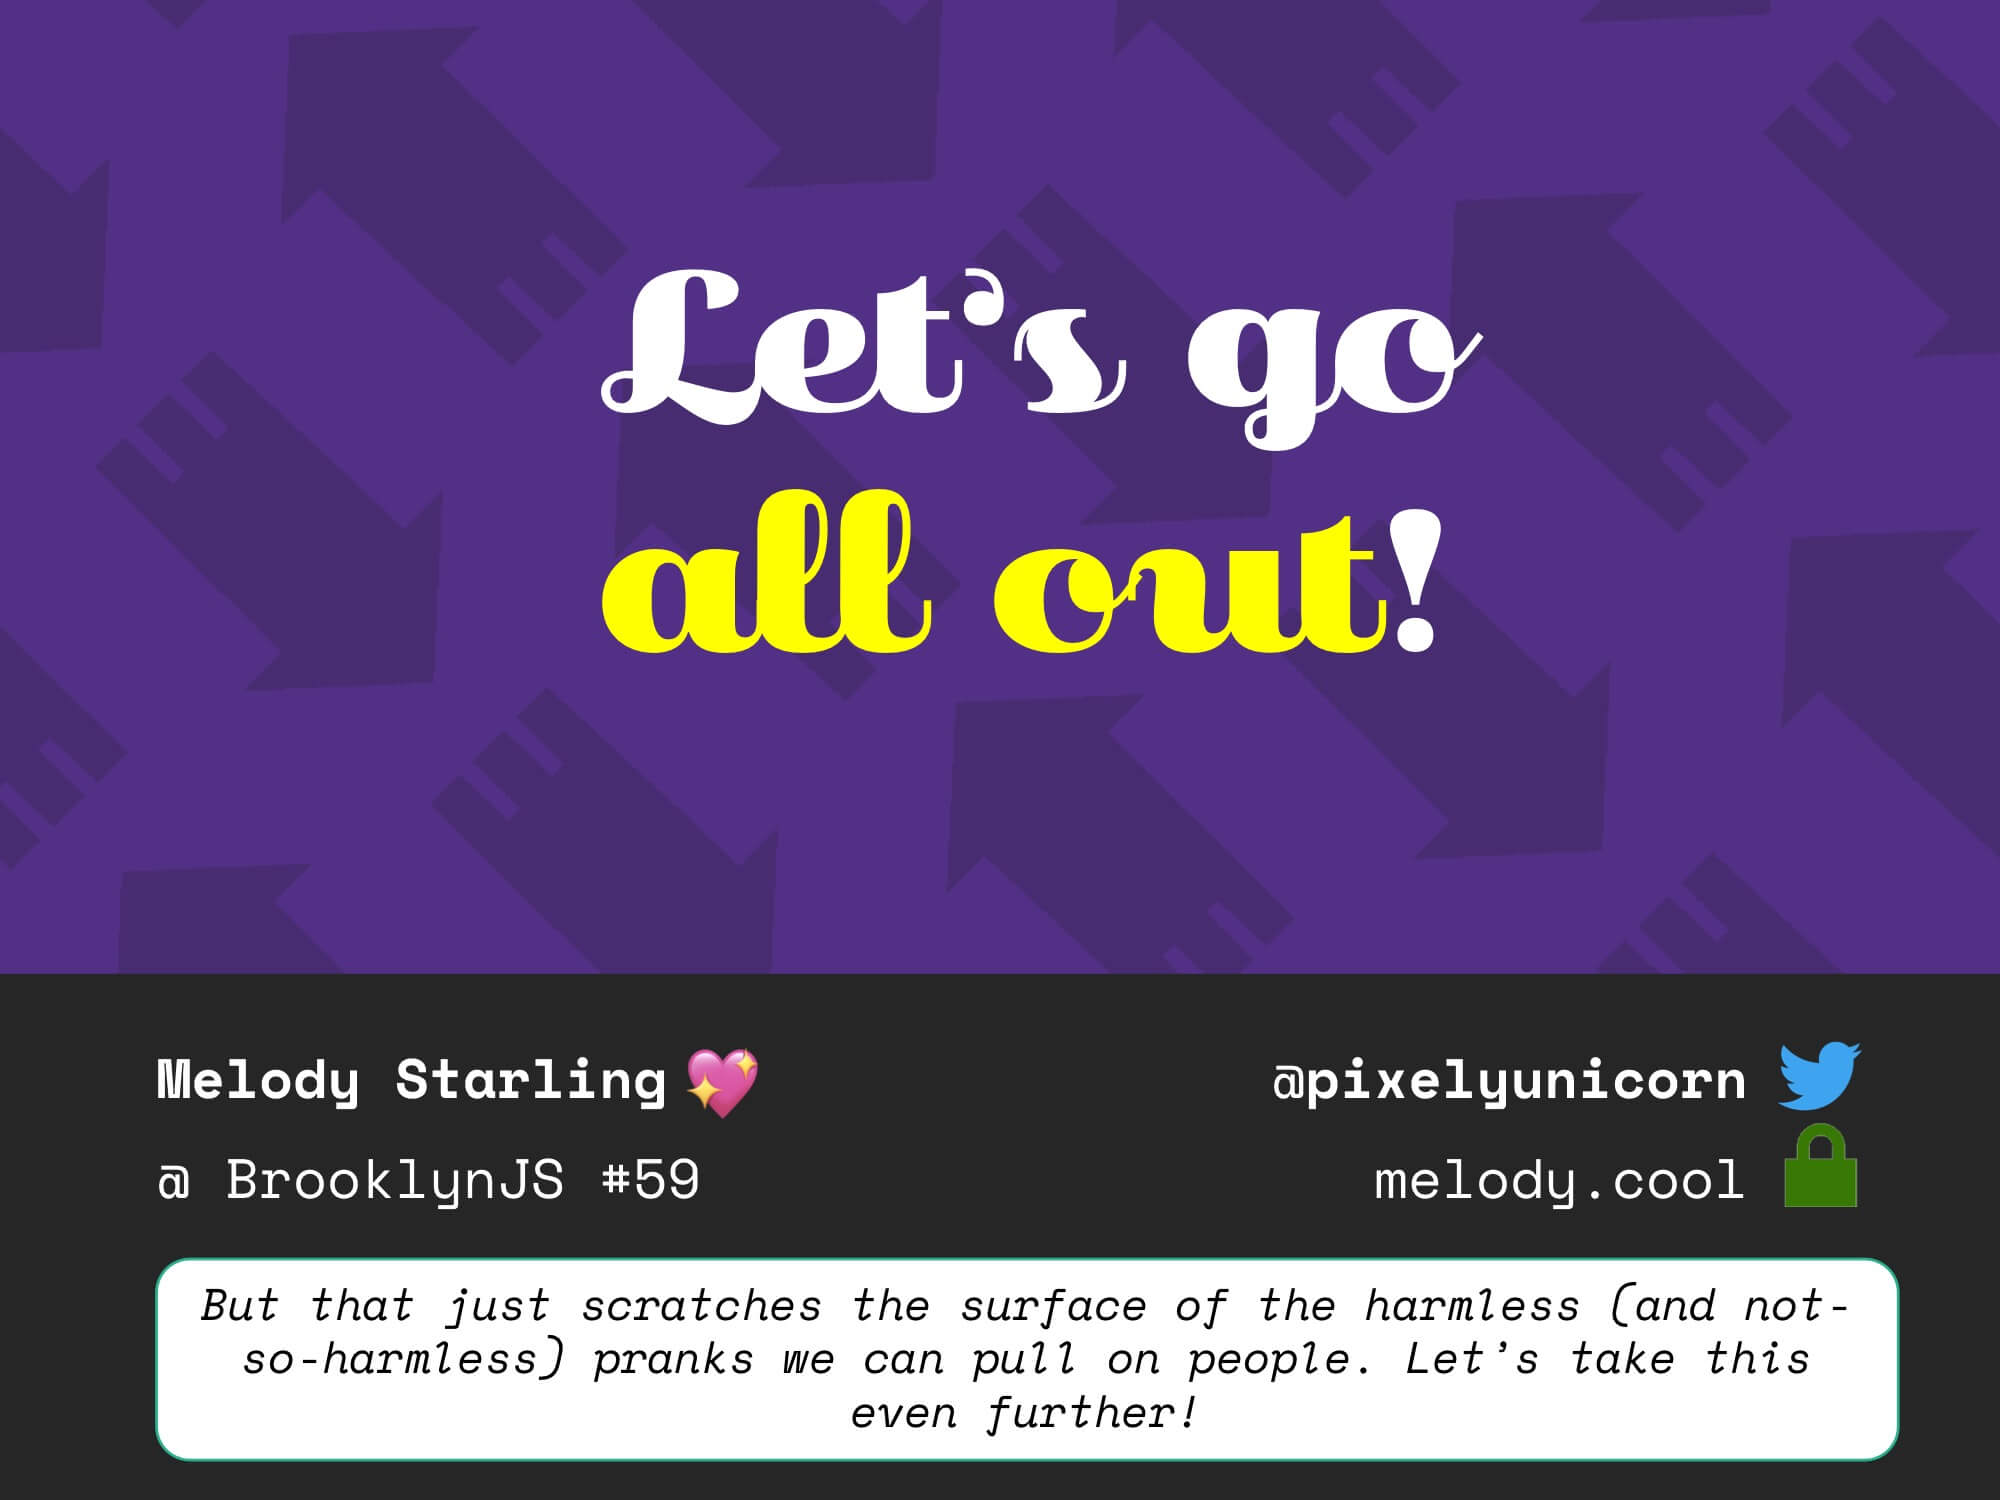 Let's go
all out!
Melody Starling 💖
@pixelyunicorn
@ BrooklynJS #59
melody.cool
But that just scratches the surface of the harmless (and not-
so-harmless) pranks we can pull on people. Let’s take this
even further!